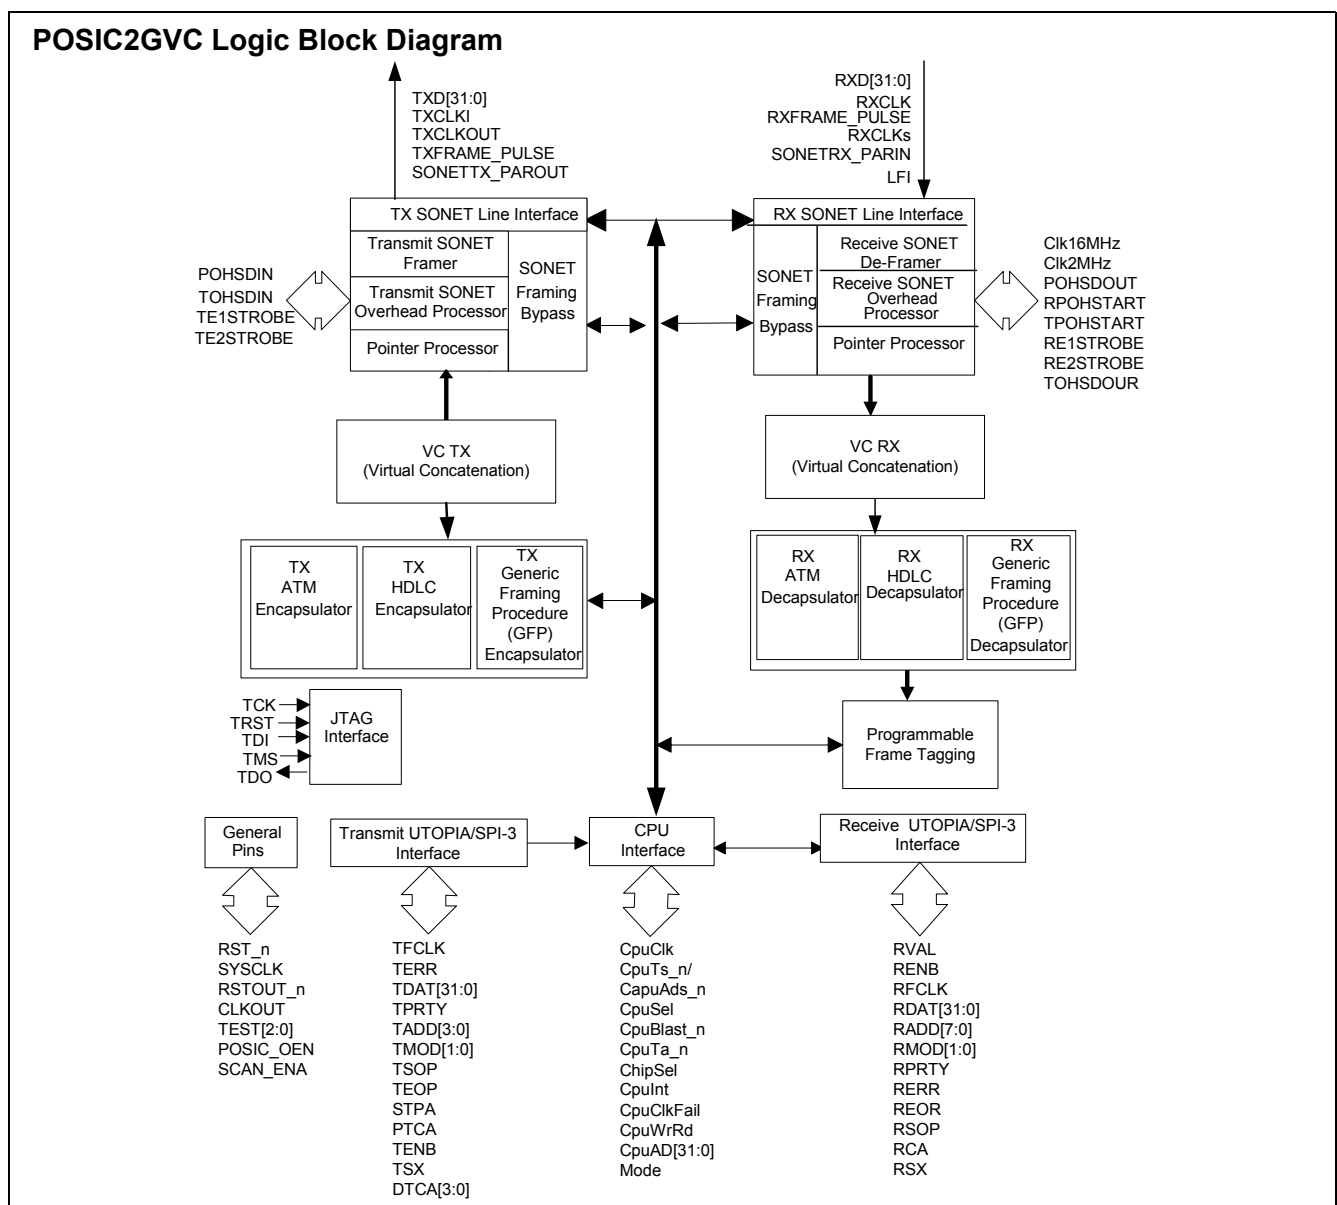 POSIC2GVC Logic Block Diagram
TXD[31:0]
TXCLKI
TXCLKOUT
TXFRAME_PULSE
SONETTX_PAROUT
RXD[31:0]
RXCLK
RXFRAME_PULSE
RXCLKs
SONETRX_PARIN
LFI
TX SONET Line Interface
Transmit SONET
Framer
Transmit SONET
Overhead Processor
Pointer Processor
SONET
Framing
Bypass
POHSDIN
TOHSDIN
TE1STROBE
TE2STROBE
RX SONET Line Interface
SONET
Framing
Bypass
Receive SONET
De-Framer
Receive SONET
Overhead
Processor
Pointer Processor
Clk16MHz
Clk2MHz
POHSDOUT
RPOHSTART
TPOHSTART
RE1STROBE
RE2STROBE
TOHSDOUR
VC TX
(Virtual Concatenation)
VC RX
(Virtual Concatenation)
TX
ATM
Encapsulator
TX
HDLC
Encapsulator
TX
Generic
Framing
Procedure
(GFP)
Encapsulator
RX
ATM
Decapsulator
RX
HDLC
Decapsulator
RX
Generic
Framing
Procedure
(GFP)
Decapsulator
TCK
TRST
TDI
TMS
TDO
JTAG
Interface
Programmable
Frame Tagging
General
Pins
Transmit UTOPIA/SPI-3
Interface
CPU
Interface
Receive UTOPIA/SPI-3
Interface
RST_n
SYSCLK
RSTOUT_n
CLKOUT
TEST[2:0]
POSIC_OEN
SCAN_ENA
TFCLK
TERR
TDAT[31:0]
TPRTY
TADD[3:0]
TMOD[1:0]
TSOP
TEOP
STPA
PTCA
TENB
TSX
DTCA[3:0]
CpuClk
CpuTs_n/
CapuAds_n
CpuSel
CpuBlast_n
CpuTa_n
ChipSel
CpuInt
CpuClkFail
CpuWrRd
CpuAD[31:0]
Mode
RVAL
RENB
RFCLK
RDAT[31:0]
RADD[7:0]
RMOD[1:0]
RPRTY
RERR
REOR
RSOP
RCA
RSX